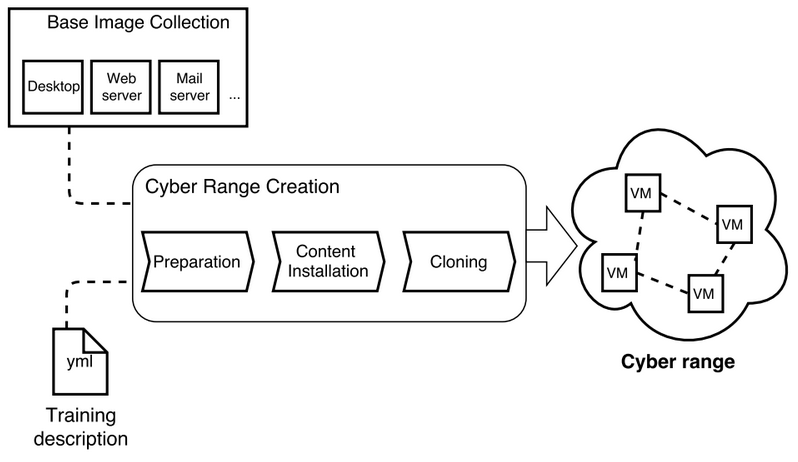 Base Image Collection
Desktop
Web
server
Mail
server
...
Cyber Range Creation
Preparation
Content
Installation
Cloning
VM
VM
VM
VM
Cyber range
yml
Training
description